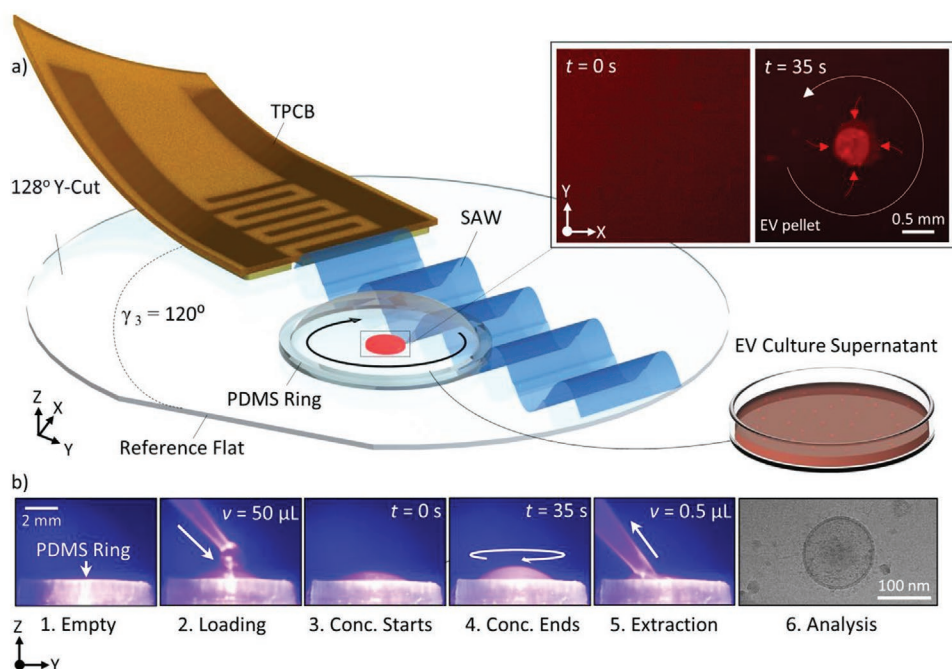 a)
TPCB
128° Y-Cut
SAW
γ3 = 120°
PDMS Ring
Reference Flat
Z
X
Y
t = 0 s
Y
X
t = 35 s
EV pellet
0.5 mm
EV Culture Supernatant
b)
2 mm
PDMS Ring
v = 50 µL
t = 0 s
t = 35 s
v = 0.5 µL
100 nm
1. Empty
2. Loading
3. Conc. Starts
4. Conc. Ends
5. Extraction
6. Analysis
Z
Y